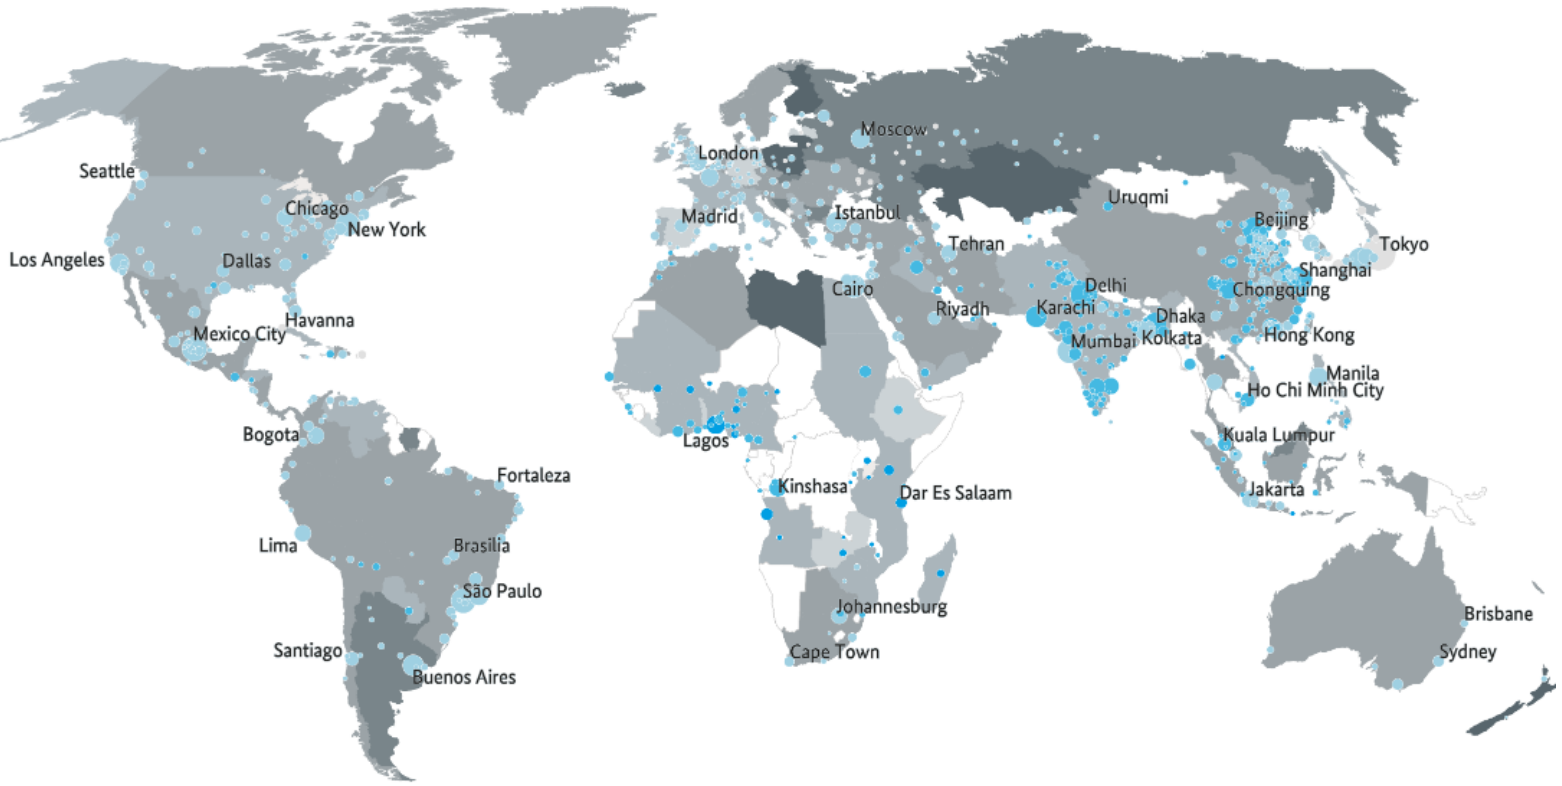 Moscow
London
Seattle
Uruqmi
Chicago
Madrid
Istanbul
Beijing
New York
Tehran
Tokyo
Los Angeles
Dallas
Shanghai
Cairo
Delhi
Chongquing
Havanna
Riyadh
Karachi
Dhaka
Mexico City
Mumbai
Kolkata
Hong Kong
Manila
Ho Chi Minh City
Bogota
Lagos
Kuala Lumpur
Fortaleza
Kinshasa
Dar Es Salaam
Jakarta
Lima
Brasilia
São Paulo
Johannesburg
Brisbane
Santiago
Cape Town
Sydney
Buenos Aires